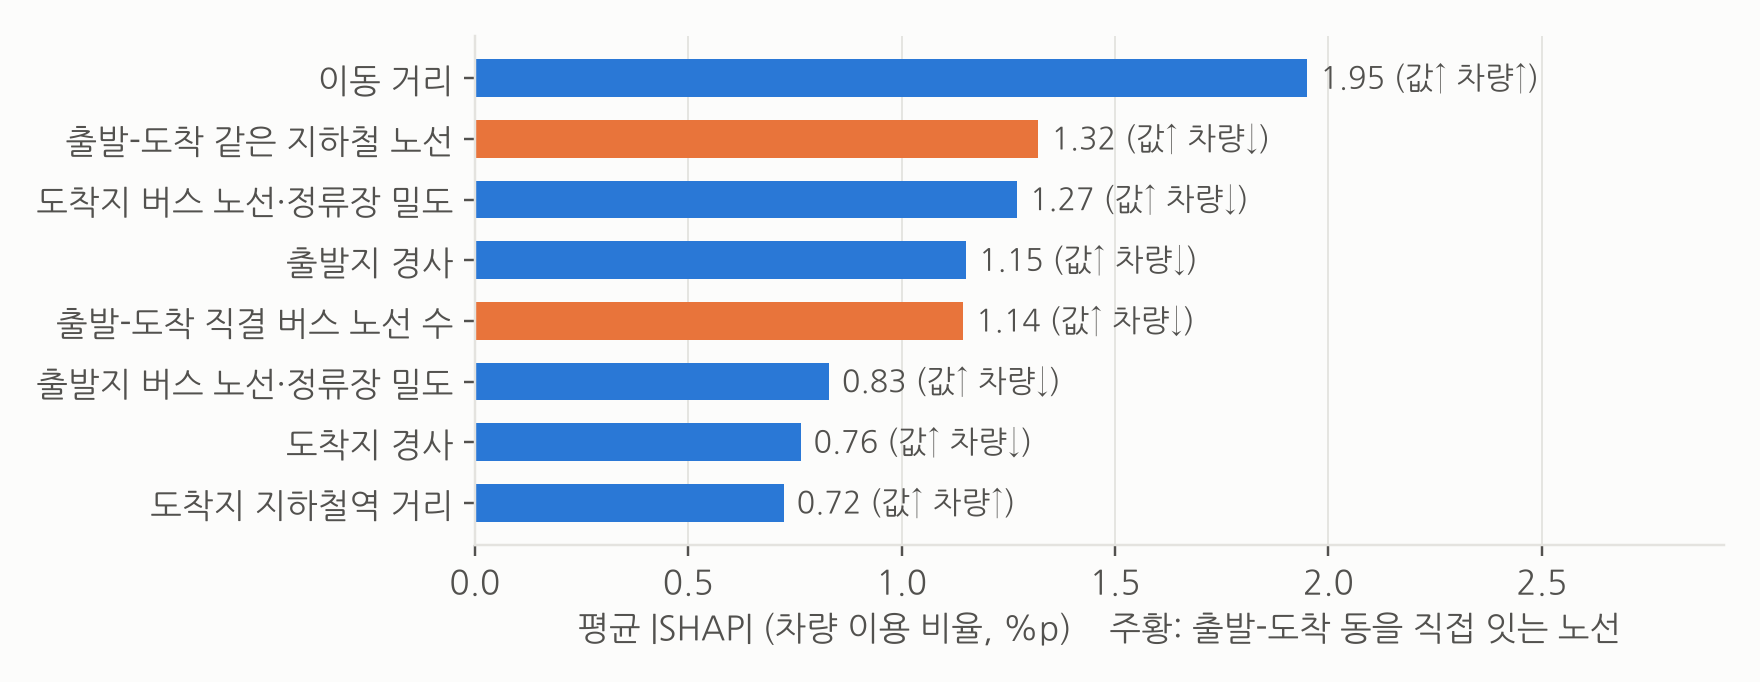 이동 거리 1.95 (값↑ 차량↑)
출발-도착 같은 지하철 노선 1.32 (값↑ 차량↓)
도착지 버스 노선·정류장 밀도 1.27 (값↑ 차량↓)
출발지 경사 1.15 (값↑ 차량↓)
출발-도착 직결 버스 노선 수 1.14 (값↑ 차량↓)
출발지 버스 노선·정류장 밀도 0.83 (값↑ 차량↓)
도착지 경사 0.76 (값↑ 차량↓)
도착지 지하철역 거리 0.72 (값↑ 차량↑)
0.0 0.5 1.0 1.5 2.0 2.5
평균 |SHAP| (차량 이용 비율, %p) 주황: 출발-도착 동을 직접 잇는 노선